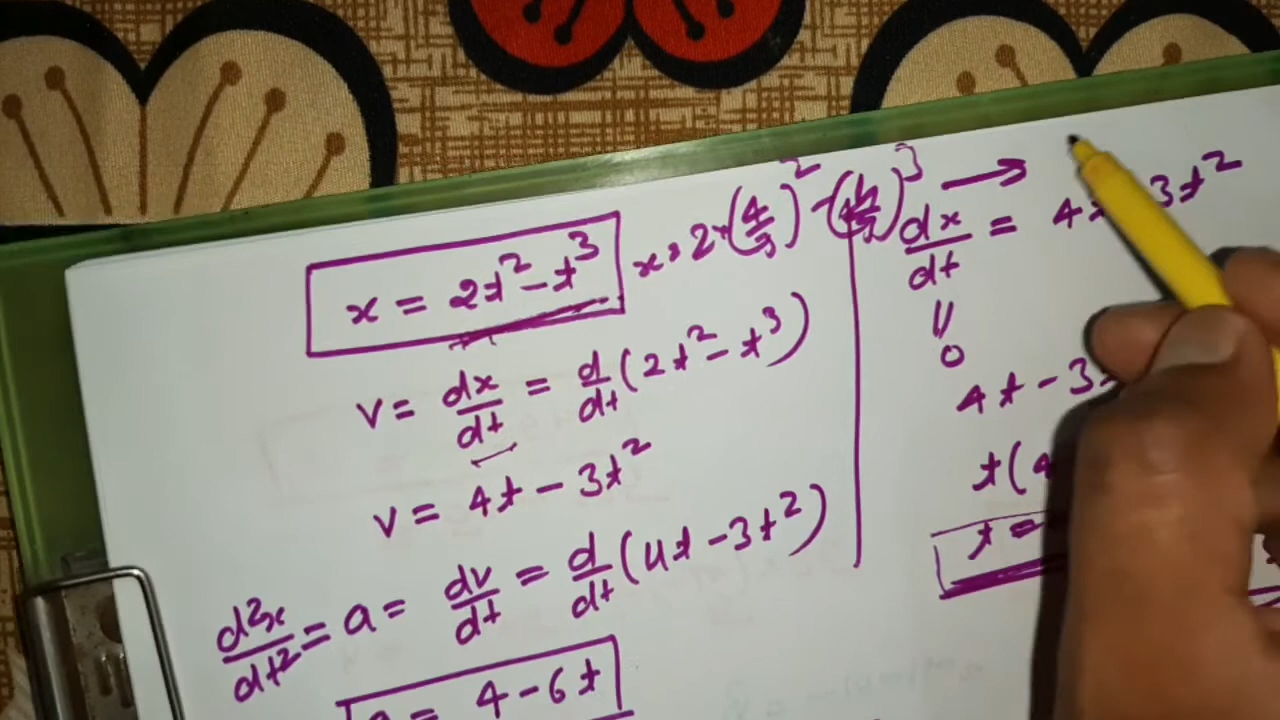 x = 2t² - t³
x = 2 × (4/3)² - (4/3)³ →
v = dx/dt = d/dt (2t² - t³)
v = 4t - 3t²
d²x/dt² = a = dv/dt = d/dt (4t - 3t²)
a = 4 - 6t
dx/dt = 4t 3t²
||
0
4t - 3
t(4
t =